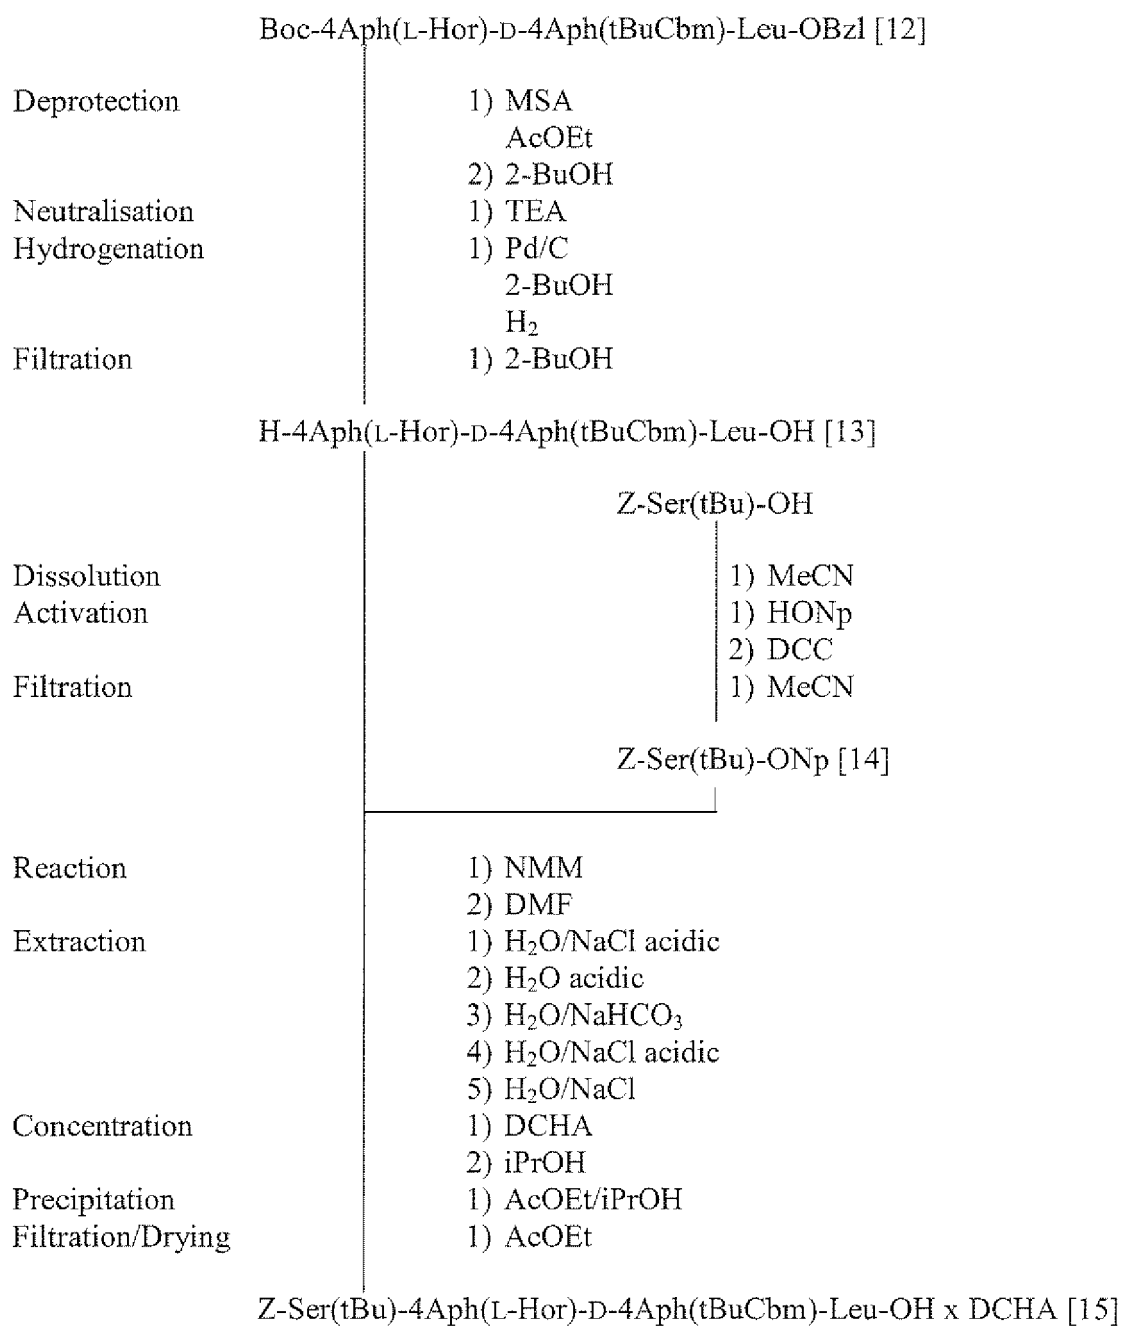 Boc-4Aph(L-Hor)-D-4Aph(tBuCbm)-Leu-OBzl [12]
Deprotection 1) MSA
AcOEt
2) 2-BuOH
Neutralisation 1) TEA
Hydrogenation 1) Pd/C
2-BuOH
H₂
Filtration 1) 2-BuOH
H-4Aph(L-Hor)-D-4Aph(tBuCbm)-Leu-OH [13]
Z-Ser(tBu)-OH
Dissolution 1) MeCN
Activation 1) HONp
2) DCC
Filtration 1) MeCN
Z-Ser(tBu)-ONp [14]
Reaction 1) NMM
2) DMF
Extraction 1) H₂O/NaCl acidic
2) H₂O acidic
3) H₂O/NaHCO₃
4) H₂O/NaCl acidic
5) H₂O/NaCl
Concentration 1) DCHA
2) iPrOH
Precipitation 1) AcOEt/iPrOH
Filtration/Drying 1) AcOEt
Z-Ser(tBu)-4Aph(L-Hor)-D-4Aph(tBuCbm)-Leu-OH x DCHA [15]